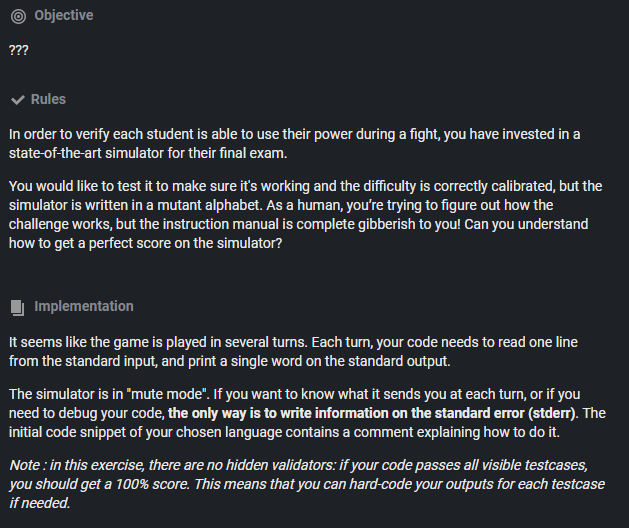 Objective
???
Rules
In order to verify each student is able to use their power during a fight, you have invested in a
state-of-the-art simulator for their final exam.
You would like to test it to make sure it's working and the difficulty is correctly calibrated, but the
simulator is written in a mutant alphabet. As a human, you’re trying to figure out how the
challenge works, but the instruction manual is complete gibberish to you! Can you understand
how to get a perfect score on the simulator?
Implementation
It seems like the game is played in several turns. Each turn, your code needs to read one line
from the standard input, and print a single word on the standard output.
The simulator is in "mute mode". If you want to know what it sends you at each turn, or if you
need to debug your code, the only way is to write information on the standard error (stderr). The
initial code snippet of your chosen language contains a comment explaining how to do it.
Note : in this exercise, there are no hidden validators: if your code passes all visible testcases,
you should get a 100% score. This means that you can hard-code your outputs for each testcase
if needed.